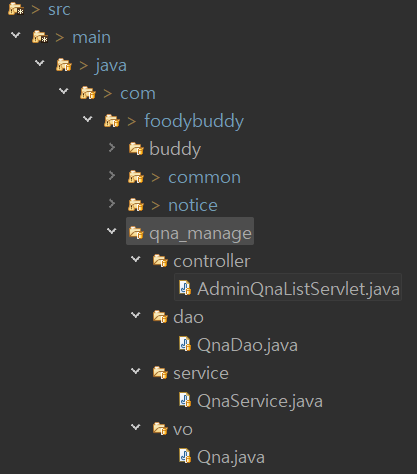 > src
> main
> java
> com
> foodybuddy
buddy
> common
> notice
qna_manage
controller
AdminQnaListServlet.java
dao
QnaDao.java
service
QnaService.java
vo
Qna.java